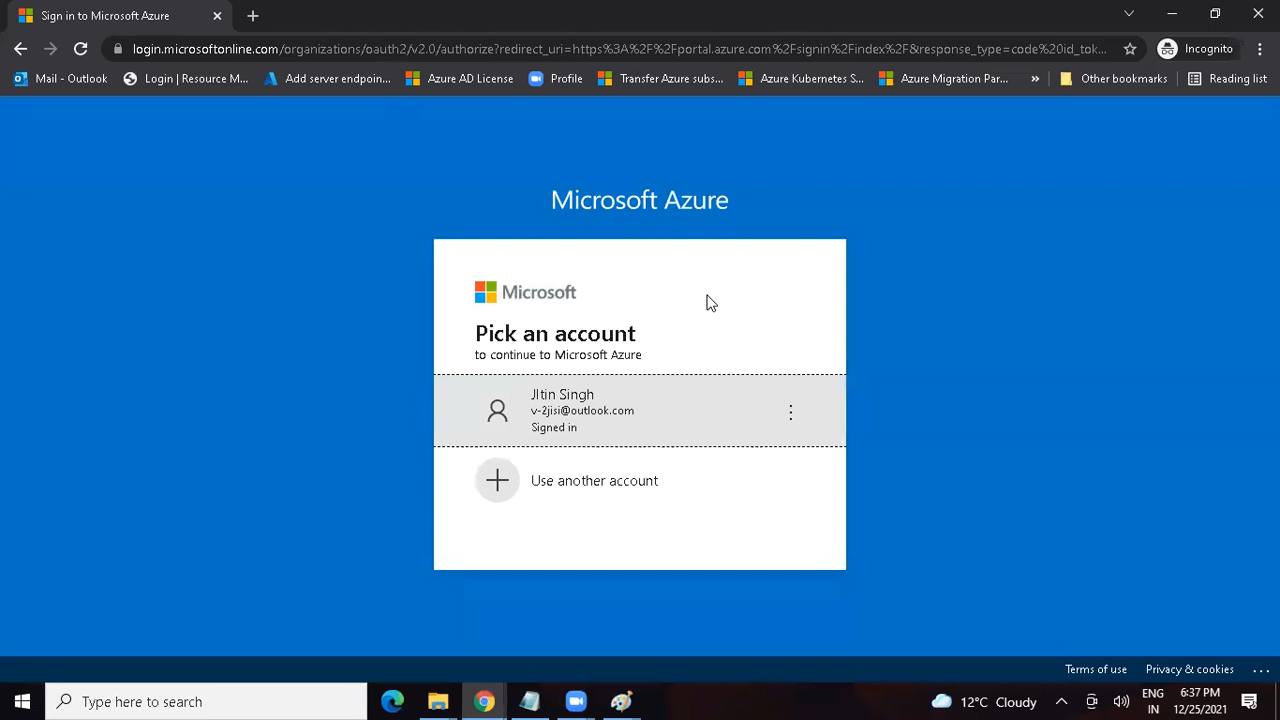 Sign in to Microsoft Azure
login.microsoftonline.com/organizations/oauth2/v2.0/authorize?redirect_uri=https%3A%2F%2Fportal.azure.com%2Fsignin%2Findex%2F&response_type=code%20id_tok...
Incognito
Mail - Outlook
Login | Resource M...
Add server endpoin...
Azure AD License
Profile
Transfer Azure subs...
Azure Kubernetes S...
Azure Migration Par...
»
Other bookmarks
Reading list
Microsoft Azure
Microsoft
Pick an account
to continue to Microsoft Azure
JItin Singh
v-2jisi@outlook.com
Signed in
Use another account
Terms of use
Privacy & cookies
...
Type here to search
12°C Cloudy
ENG
IN
6:37 PM
12/25/2021